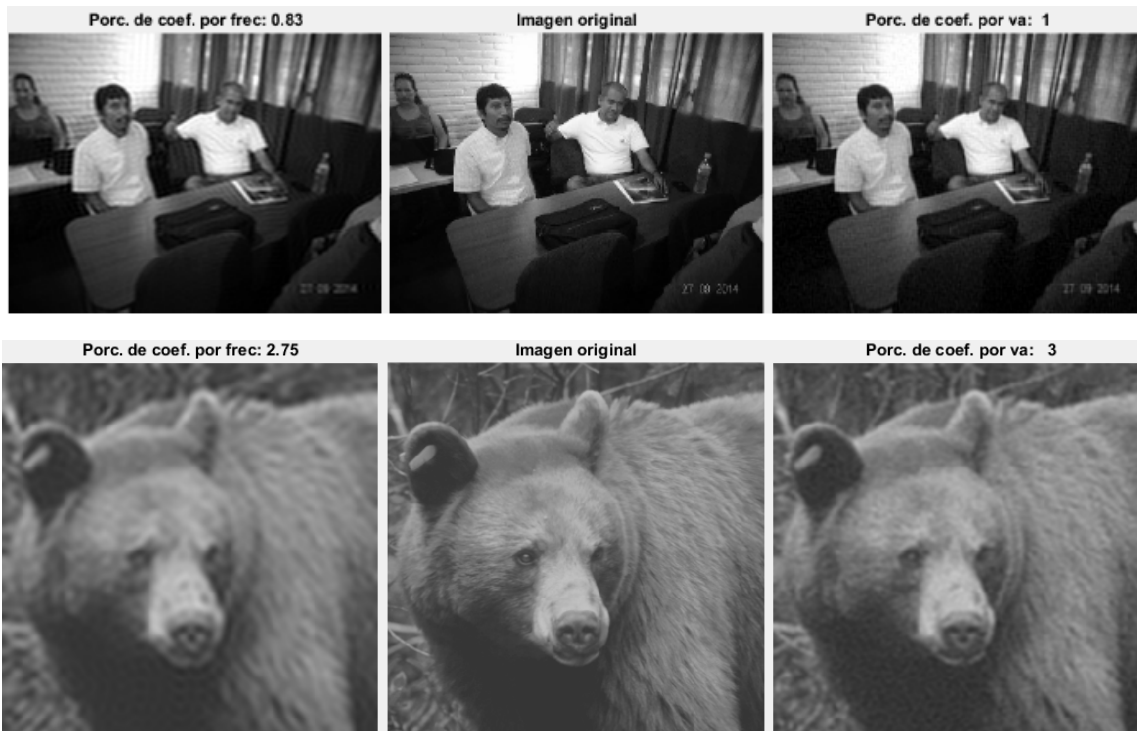 Porc. de coef. por frec: 0.83
Imagen original
Porc. de coef. por va: 1
27 09 2014
27 09 2014
27 09 2014
Porc. de coef. por frec: 2.75
Imagen original
Porc. de coef. por va: 3